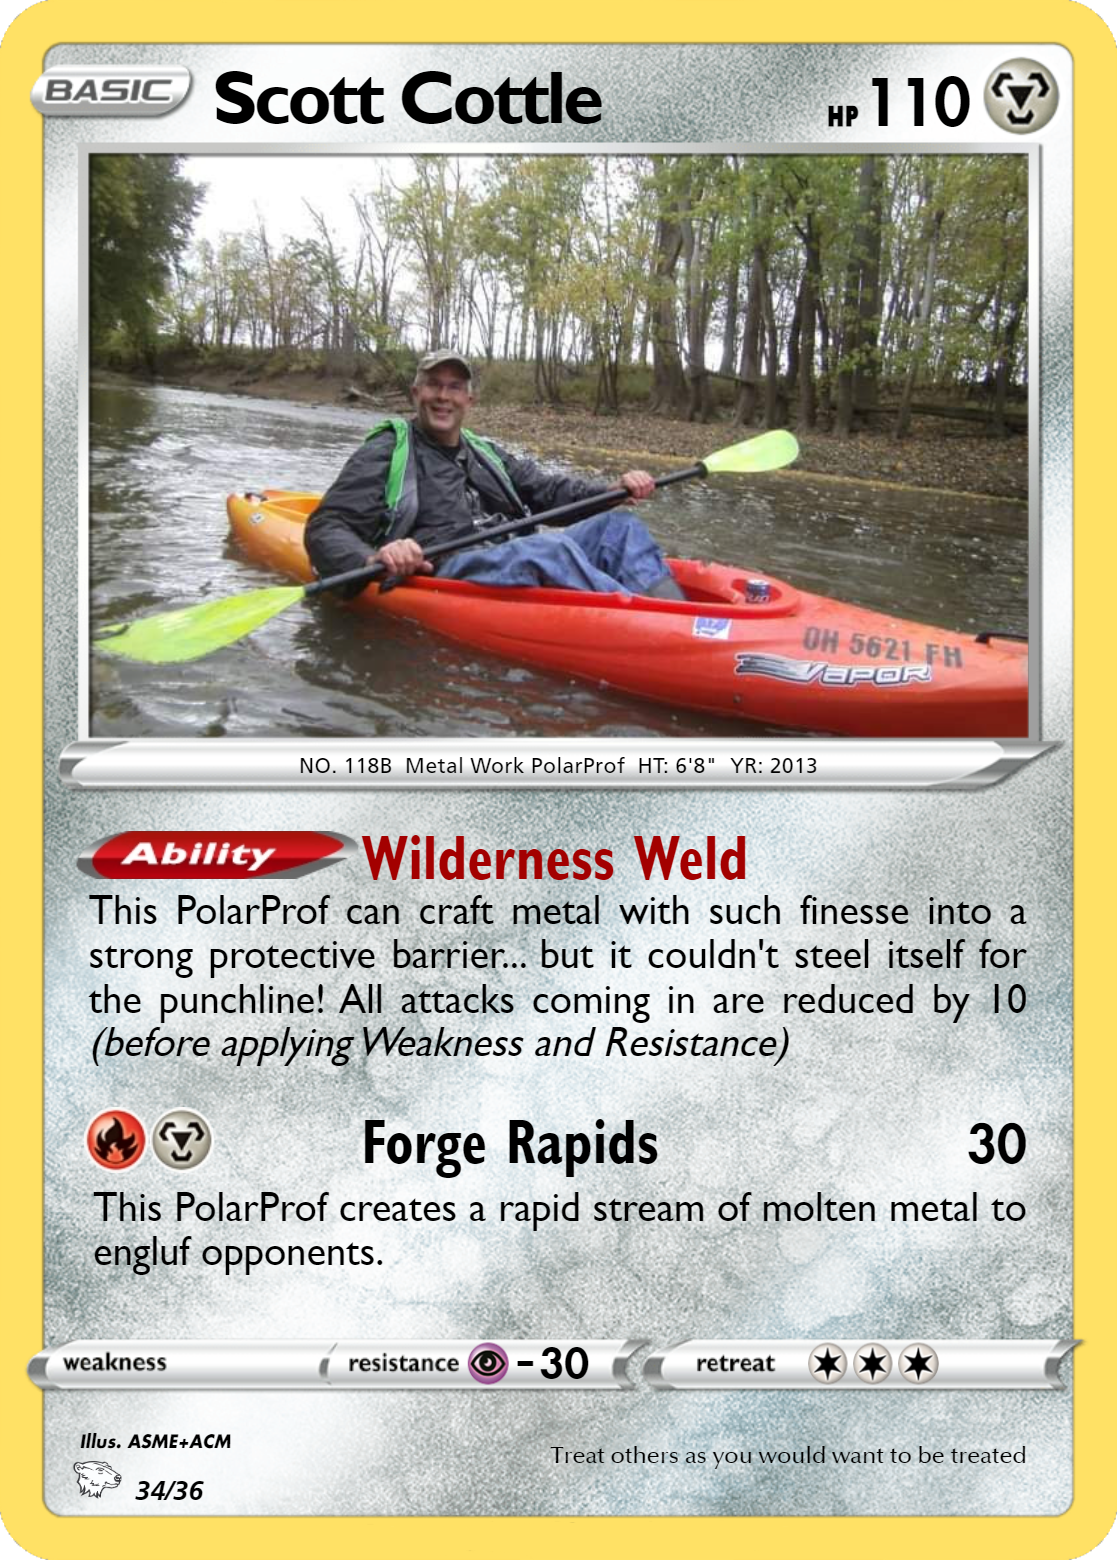 BASIC Scott Cottle HP 110
OH 5621 FH
VAPOR
NO. 118B Metal Work PolarProf HT: 6'8" YR: 2013
Ability Wilderness Weld
This PolarProf can craft metal with such finesse into a
strong protective barrier... but it couldn't steel itself for
the punchline! All attacks coming in are reduced by 10
(before applying Weakness and Resistance)
Forge Rapids 30
This PolarProf creates a rapid stream of molten metal to
engluf opponents.
weakness resistance -30 retreat
Illus. ASME+ACM
Treat others as you would want to be treated
34/36